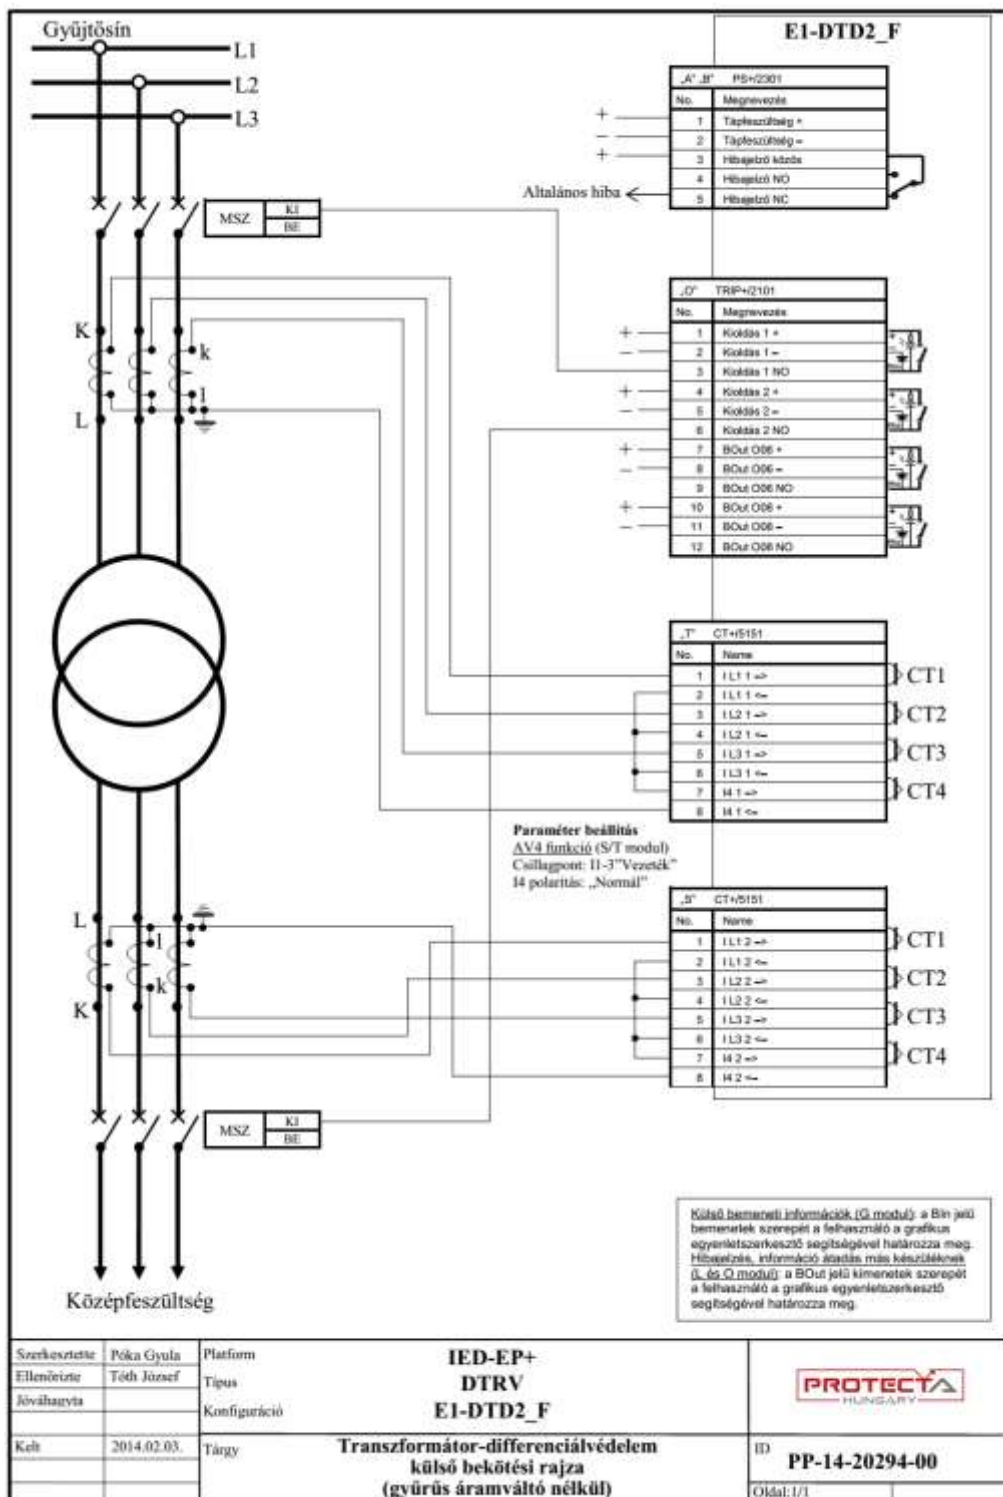 Gyűjtősín
L1
L2
L3
MSZ
KI
BE
K
k
l
L
L
l
k
K
MSZ
KI
BE
Középfeszültség
E1-DTD2_F
„A" „B" PS+/2301
No. Megnevezés
+ 1 Tápfeszültség +
− 2 Tápfeszültség −
+ 3 Hibajelző közös
4 Hibajelző NO
Általános hiba 5 Hibajelző NC
„O" TRIP+/2101
No. Megnevezés
+ 1 Kioldás 1 +
− 2 Kioldás 1 −
3 Kioldás 1 NO
+ 4 Kioldás 2 +
− 5 Kioldás 2 −
6 Kioldás 2 NO
+ 7 BOut O06 +
− 8 BOut O06 −
9 BOut O06 NO
+ 10 BOut O08 +
− 11 BOut O08 −
12 BOut O08 NO
„T" CT+/5151
No. Name
1 I L1 1 -> CT1
2 I L1 1 <-
3 I L2 1 -> CT2
4 I L2 1 <-
5 I L3 1 -> CT3
6 I L3 1 <-
7 I4 1 -> CT4
8 I4 1 <-
Paraméter beállítás
AV4 funkció (S/T modul)
Csillagpont: I1-3"Vezeték"
I4 polaritás: „Normál"
„S" CT+/5151
No. Name
1 I L1 2 -> CT1
2 I L1 2 <-
3 I L2 2 -> CT2
4 I L2 2 <-
5 I L3 2 -> CT3
6 I L3 2 <-
7 I4 2 -> CT4
8 I4 2 <-
Külső bemeneti információk (G modul): a BIn jelű
bemenetek szerepét a felhasználó a grafikus
egyenletszerkesztő segítségével határozza meg.
Hibajelzés, információ átadás más készüléknek
(L és O modul): a BOut jelű kimenetek szerepét
a felhasználó a grafikus egyenletszerkesztő
segítségével határozza meg.
Szerkesztette Póka Gyula
Ellenőrizte Tóth József
Jóváhagyta
Kelt 2014.02.03.
Platform IED-EP+
Típus DTRV
Konfiguráció E1-DTD2_F
Tárgy Transzformátor-differenciálvédelem
külső bekötési rajza
(gyűrűs áramváltó nélkül)
PROTECTA
HUNGARY
ID
PP-14-20294-00
Oldal:1/1